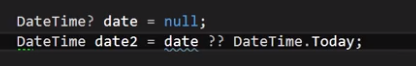 DateTime? date = null;
DateTime date2 = date ?? DateTime.Today;